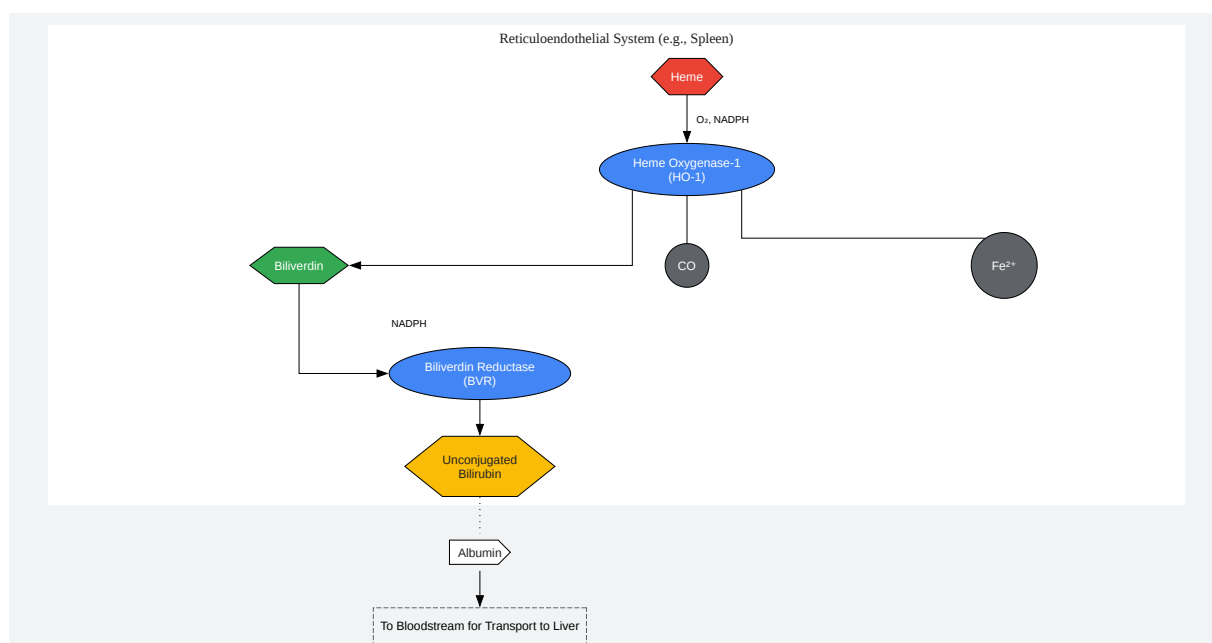 Reticuloendothelial System (e.g., Spleen)
Heme
O₂, NADPH
Heme Oxygenase-1
(HO-1)
Biliverdin
CO
Fe²⁺
NADPH
Biliverdin Reductase
(BVR)
Unconjugated
Bilirubin
Albumin
To Bloodstream for Transport to Liver